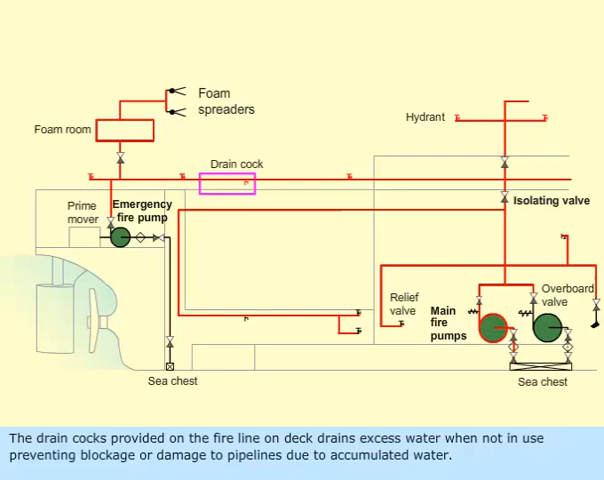 Foam
spreaders
Foam room
Hydrant
Drain cock
Prime
mover
Emergency
fire pump
Isolating valve
Relief
valve
Main
fire
pumps
Overboard
valve
Sea chest
Sea chest
The drain cocks provided on the fire line on deck drains excess water when not in use
preventing blockage or damage to pipelines due to accumulated water.